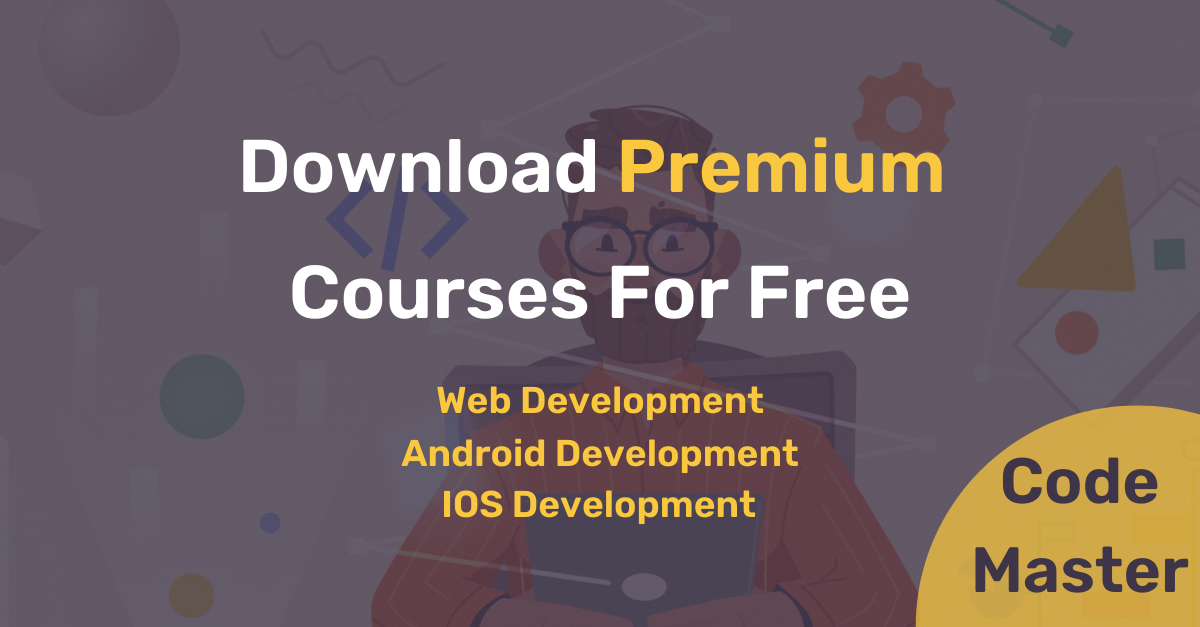 Download Premium
Courses For Free
Web Development
Android Development
IOS Development
Code
Master